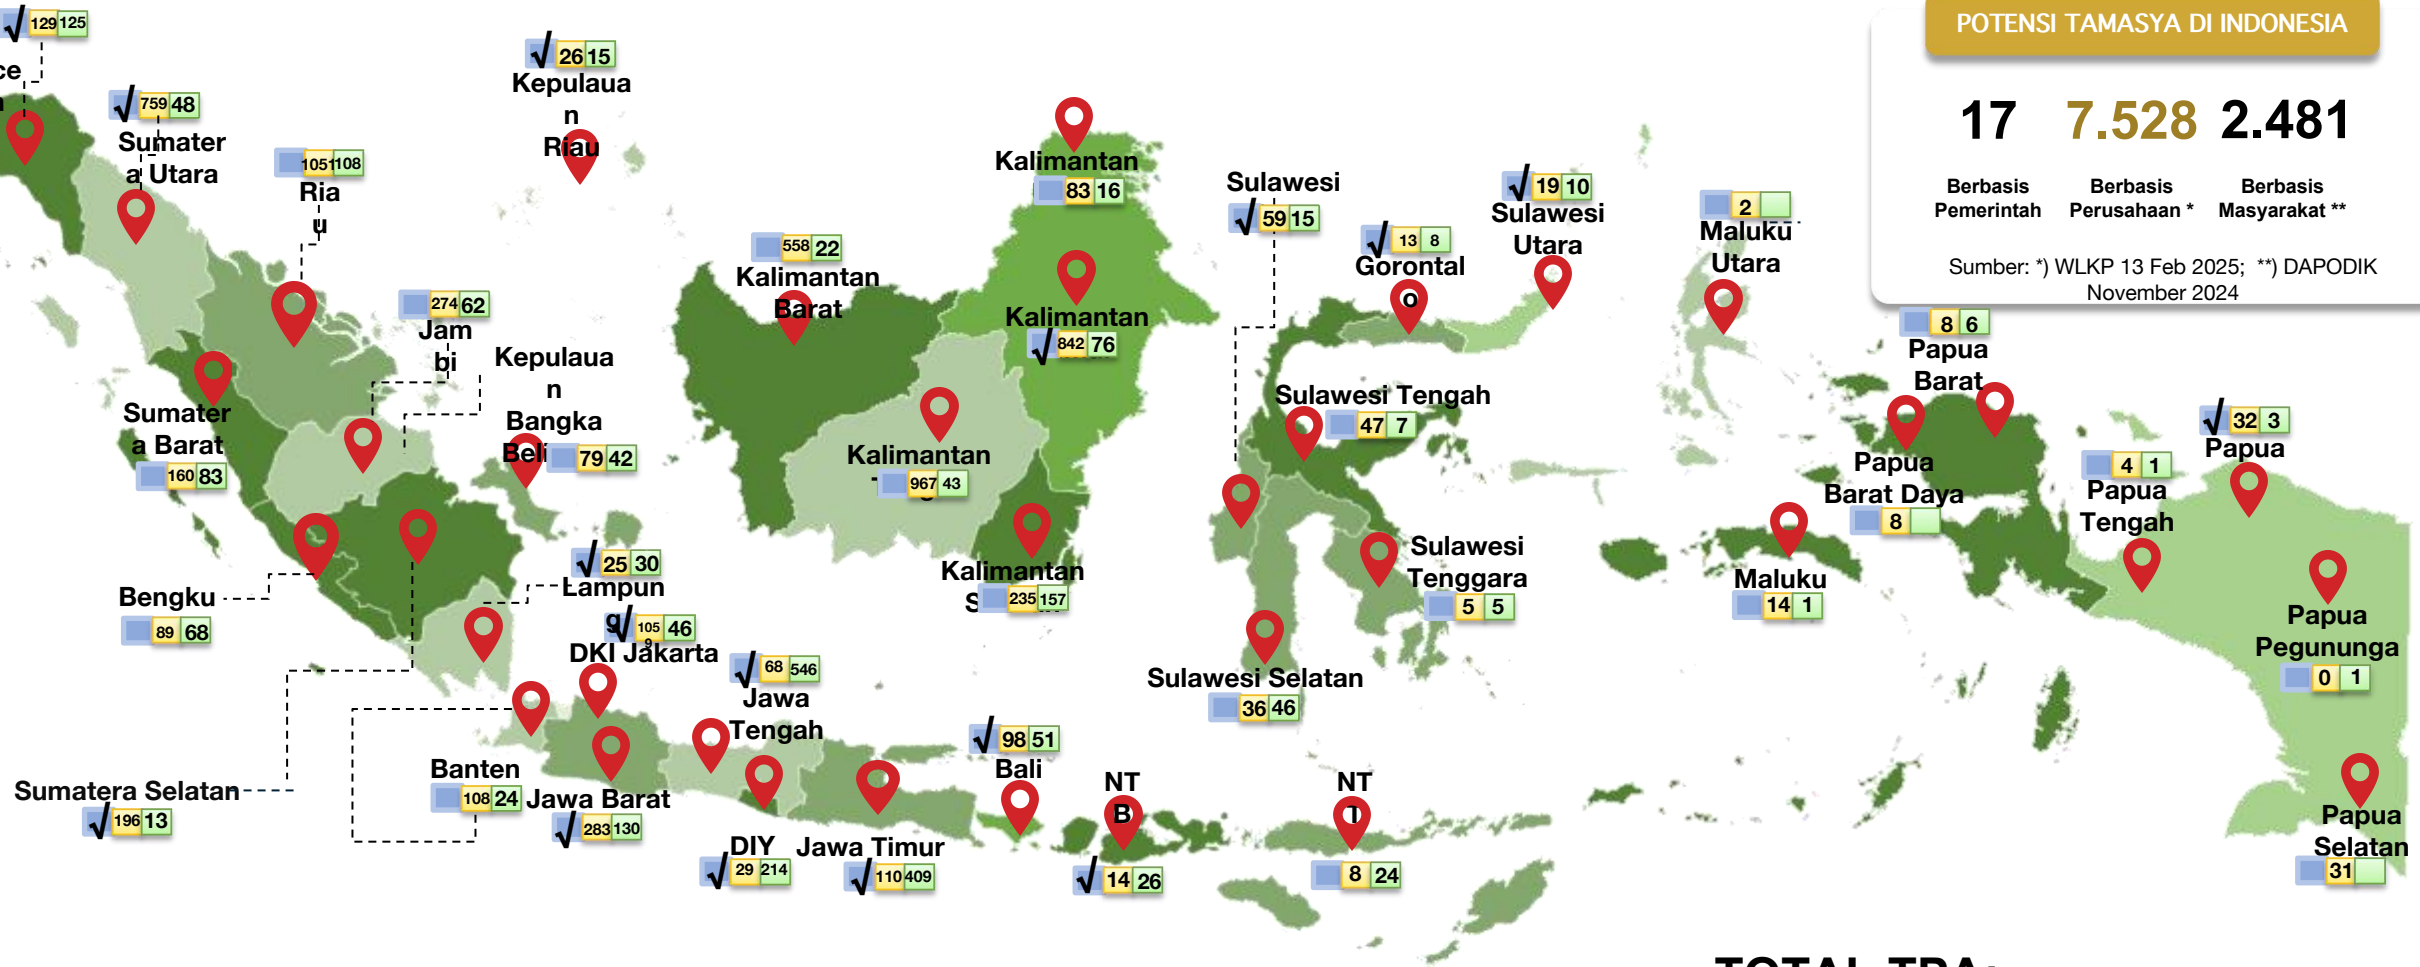 POTENSI TAMASYA DI INDONESIA
17 7.528 2.481
Berbasis Pemerintah
Berbasis Perusahaan *
Berbasis Masyarakat **
Sumber: *) WLKP 13 Feb 2025; **) DAPODIK
November 2024
√ 129 125
ce
√ 759 48
Sumater
a Utara
1051 108
Ria
u
√ 26 15
Kepulaua
n
Riau
274 62
Jam
bi
Kepulaua
n
Bangka
Beli
79 42
Sumater
a Barat
160 83
Bengku
89 68
Sumatera Selatan
√ 196 13
√ 25 30
Lampun
g
√ 105
9
46
DKI Jakarta
Banten
108 24
Jawa Barat
√ 283 130
√ 68 546
Jawa
Tengah
DIY
√ 29 214
Jawa Timur
√ 110 409
√ 98 51
Bali
NT
B
√ 14 26
NT
T
8 24
558 22
Kalimantan
Barat
Kalimantan
83 16
Kalimantan
√ 842 76
Kalimantan
967 43
Kalimantan
S
235 157
Sulawesi
√ 59 15
√ 13 8
Gorontal
o
√ 19 10
Sulawesi
Utara
Sulawesi Tengah
47 7
Sulawesi
Tenggara
5 5
Sulawesi Selatan
36 46
2
Maluku
Utara
Maluku
14 1
8 6
Papua
Barat
Papua
Barat Daya
8
4 1
Papua
Tengah
√ 32 3
Papua
Papua
Pegununga
0 1
Papua
Selatan
31
TOTAL TPA: